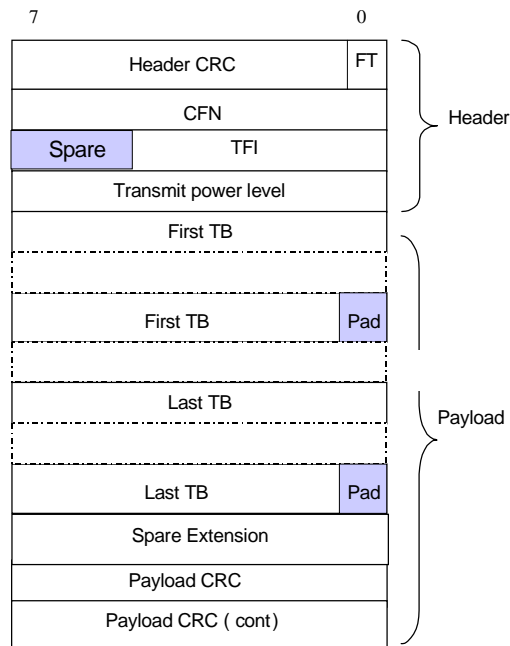 7 0
Header CRC FT
Header
CFN
Spare TFI
Transmit power level
First TB
First TB Pad
Last TB
Payload
Last TB Pad
Spare Extension
Payload CRC
Payload CRC ( cont)